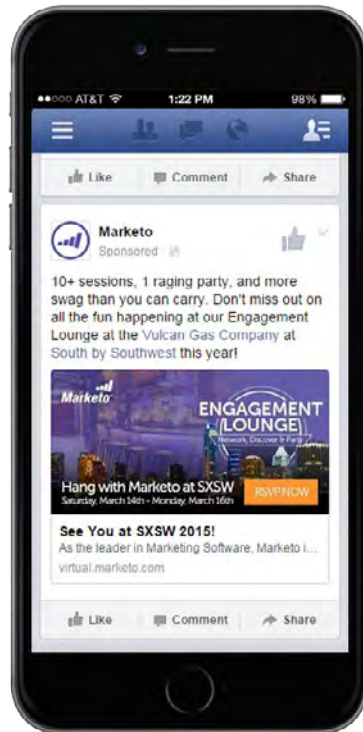 AT&T 1:22 PM 98%
Like Comment Share
Marketo
Sponsored
10+ sessions, 1 raging party, and more
swag than you can carry. Don't miss out on
all the fun happening at our Engagement
Lounge at the Vulcan Gas Company at
South by Southwest this year!
Marketo
ENGAGEMENT
LOUNGE
Network, Discover & Party
Hang with Marketo at SXSW
Saturday, March 14th - Monday, March 16th
RSVP NOW
See You at SXSW 2015!
As the leader in Marketing Software, Marketo i...
virtual.marketo.com
Like Comment Share